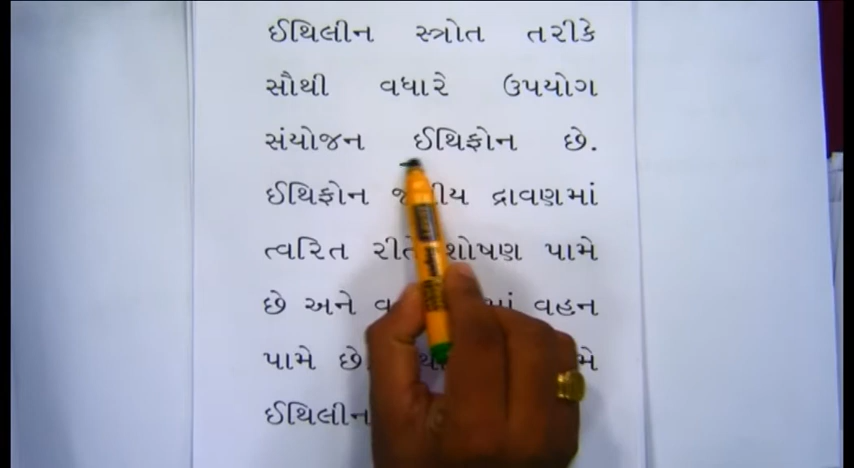 ઈથિલીન સ્ત્રોત તરીકે
સૌથી વધારે ઉપયોગ
સંયોજન ઈથિફોન છે.
ઈથિફોન દ્રાવણમાં
ત્વરિત શોષણ પામે
છે અને વહન
પામે છે
ઈથિલીન